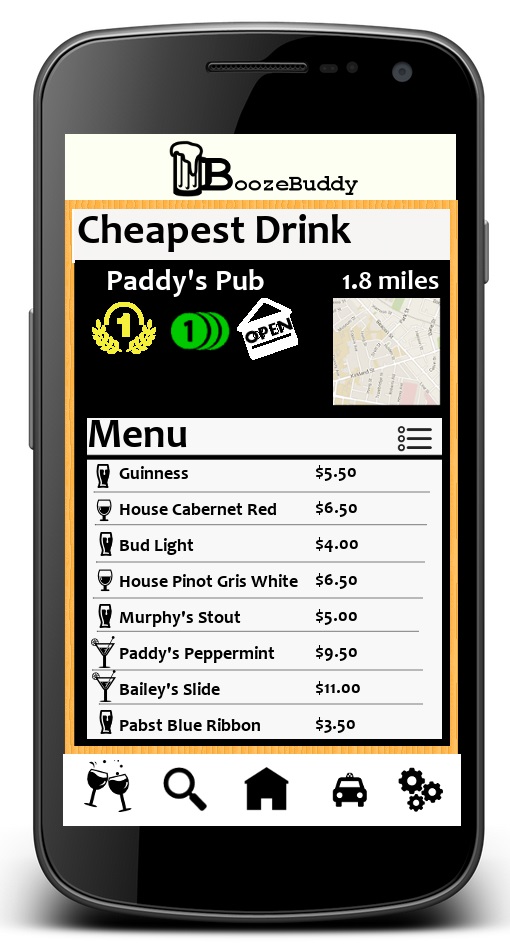 BoozeBuddy
Cheapest Drink
Paddy's Pub 1.8 miles
1 1 OPEN
Kirkland St
Menu
Guinness $5.50
House Cabernet Red $6.50
Bud Light $4.00
House Pinot Gris White $6.50
Murphy's Stout $5.00
Paddy's Peppermint $9.50
Bailey's Slide $11.00
Pabst Blue Ribbon $3.50